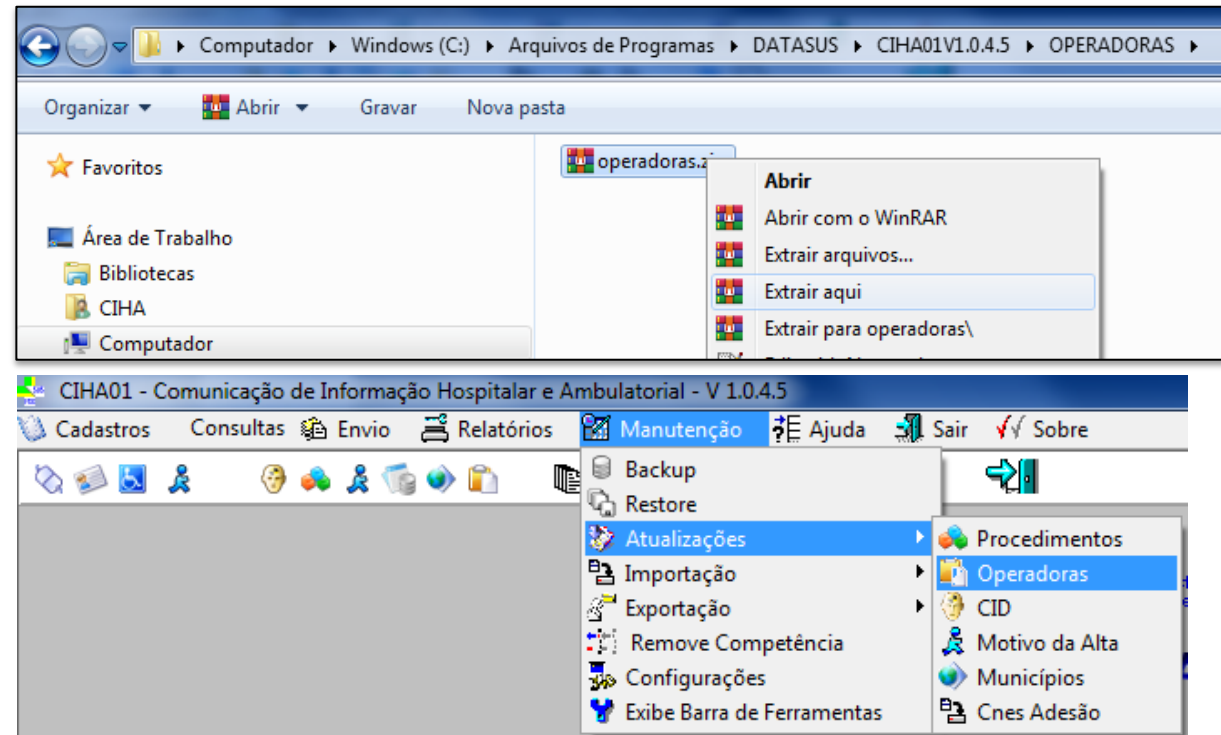 Computador Windows (C:) Arquivos de Programas DATASUS CIHA01V1.0.4.5 OPERADORAS
Organizar Abrir Gravar Nova pasta
Favoritos
operadoras.z
Abrir
Abrir com o WinRAR
Área de Trabalho
Extrair arquivos...
Bibliotecas
Extrair aqui
CIHA
Extrair para operadoras\
Computador
CIHA01 - Comunicação de Informação Hospitalar e Ambulatorial - V 1.0.4.5
Cadastros Consultas Envio Relatórios Manutenção Ajuda Sair Sobre
Backup
Restore
Atualizações
Importação
Exportação
Remove Competência
Configurações
Exibe Barra de Ferramentas
Procedimentos
Operadoras
CID
Motivo da Alta
Municípios
Cnes Adesão